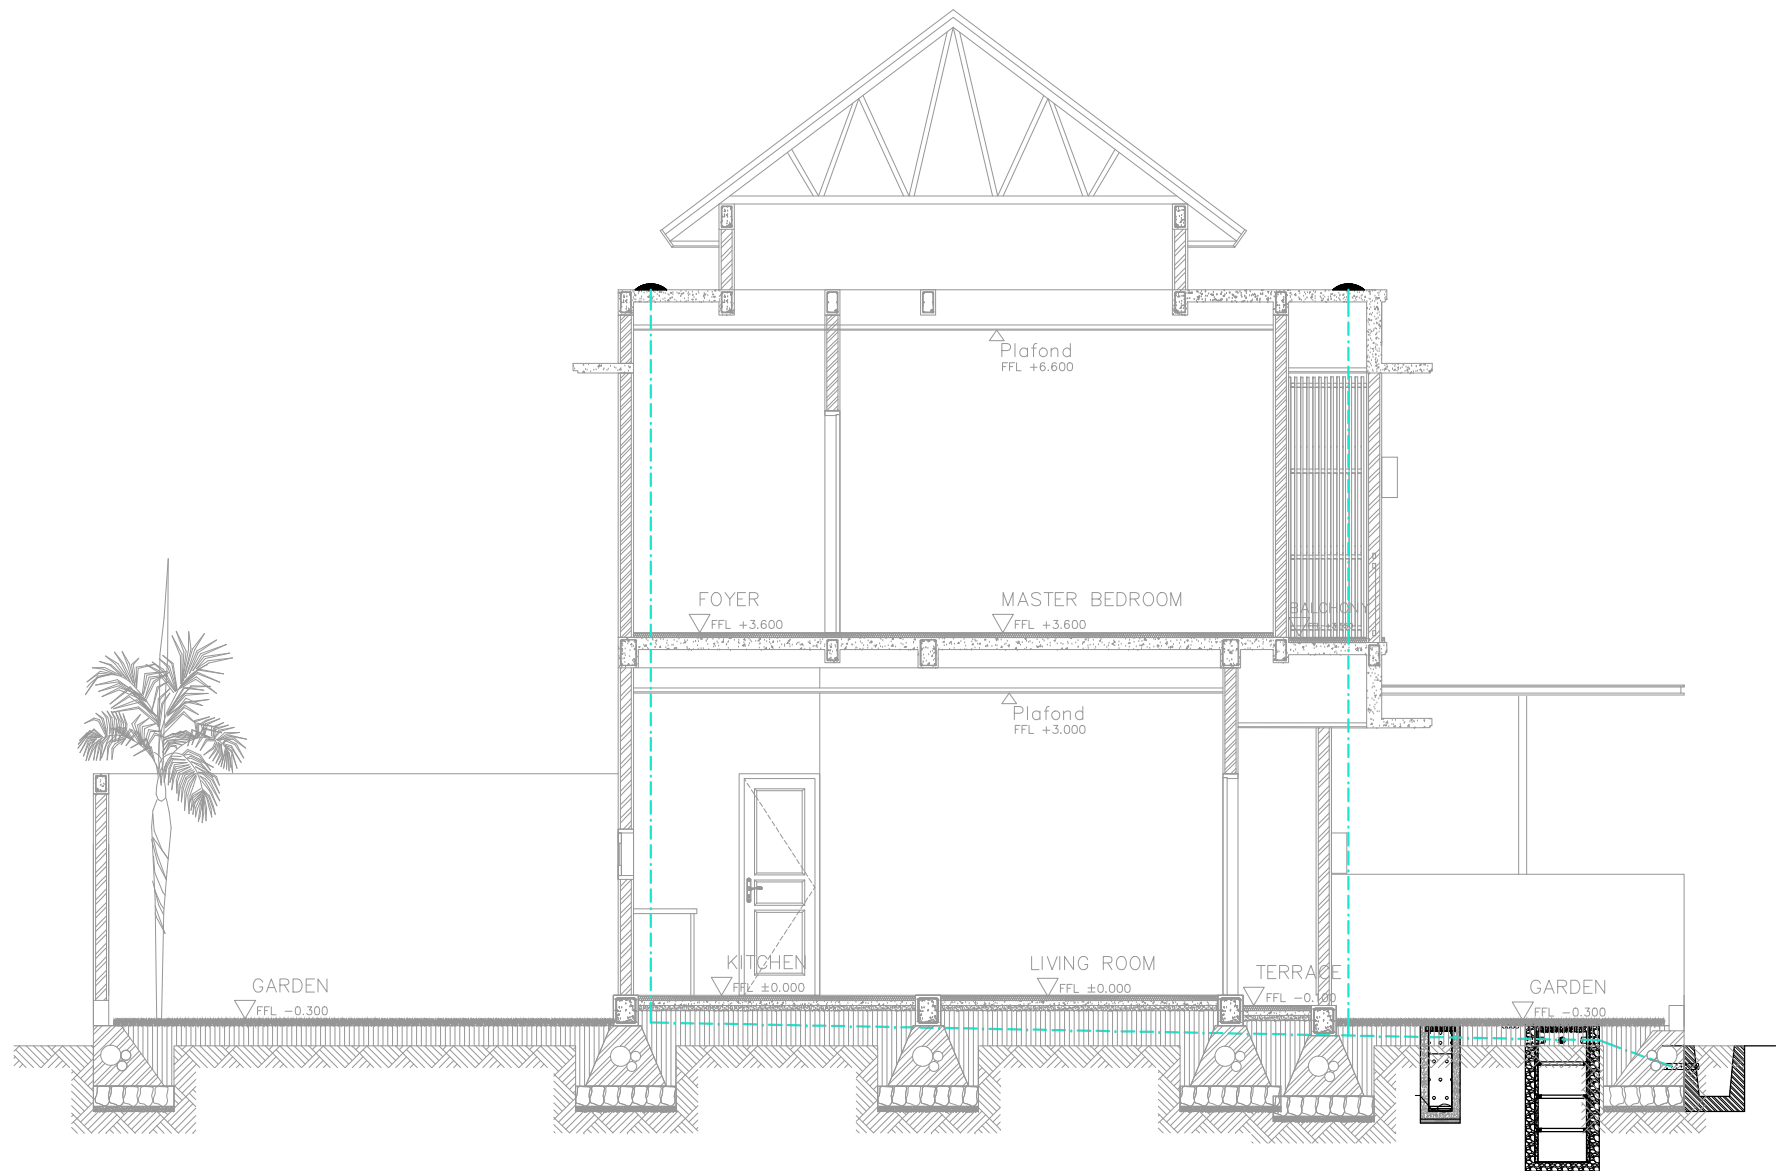 Plafond
FFL +6.600
FOYER
FFL +3.600
MASTER BEDROOM
FFL +3.600
BALCHONY
Plafond
FFL +3.000
KITCHEN
FFL ±0.000
LIVING ROOM
FFL ±0.000
TERRACE
FFL −0.100
GARDEN
FFL −0.300
GARDEN
FFL −0.300